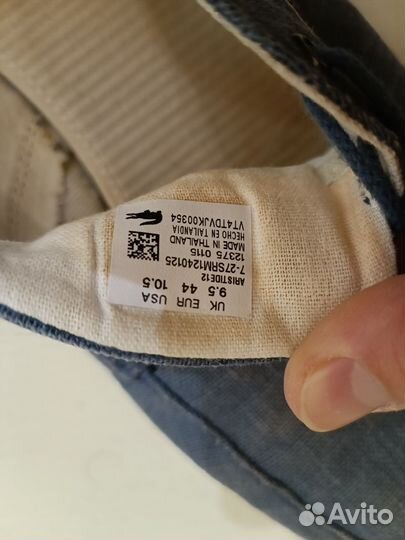 UK EUR USA
9.5 44 10.5
ARISTIDE12
7-27SRM1240125
12375 0115
MADE IN THAILAND
HECHO EN TAILANDIA
VT4TDVJK00354
Avito